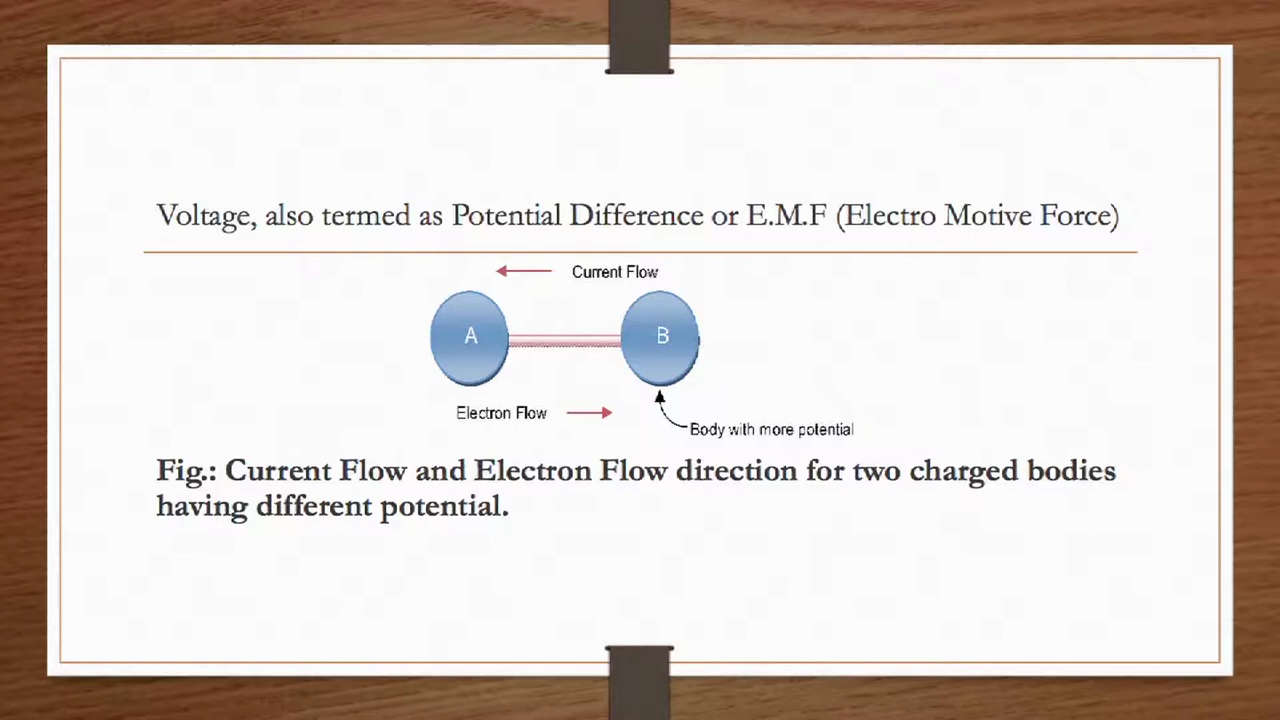 Voltage, also termed as Potential Difference or E.M.F (Electro Motive Force)
Current Flow
A
B
Electron Flow
Body with more potential
Fig.: Current Flow and Electron Flow direction for two charged bodies
having different potential.